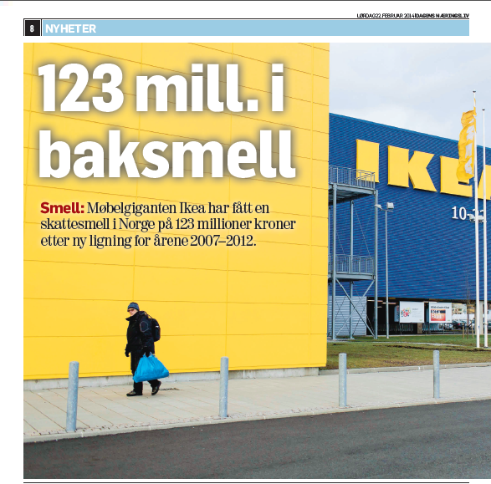 LØRDAG 22. FEBRUAR 2014 DAGENS NÆRINGSLIV
8 NYHETER
123 mill. i
baksmell
Smell: Møbelgiganten Ikea har fått en
skattesmell i Norge på 123 millioner kroner
etter ny ligning for årene 2007–2012.
IKE
10-